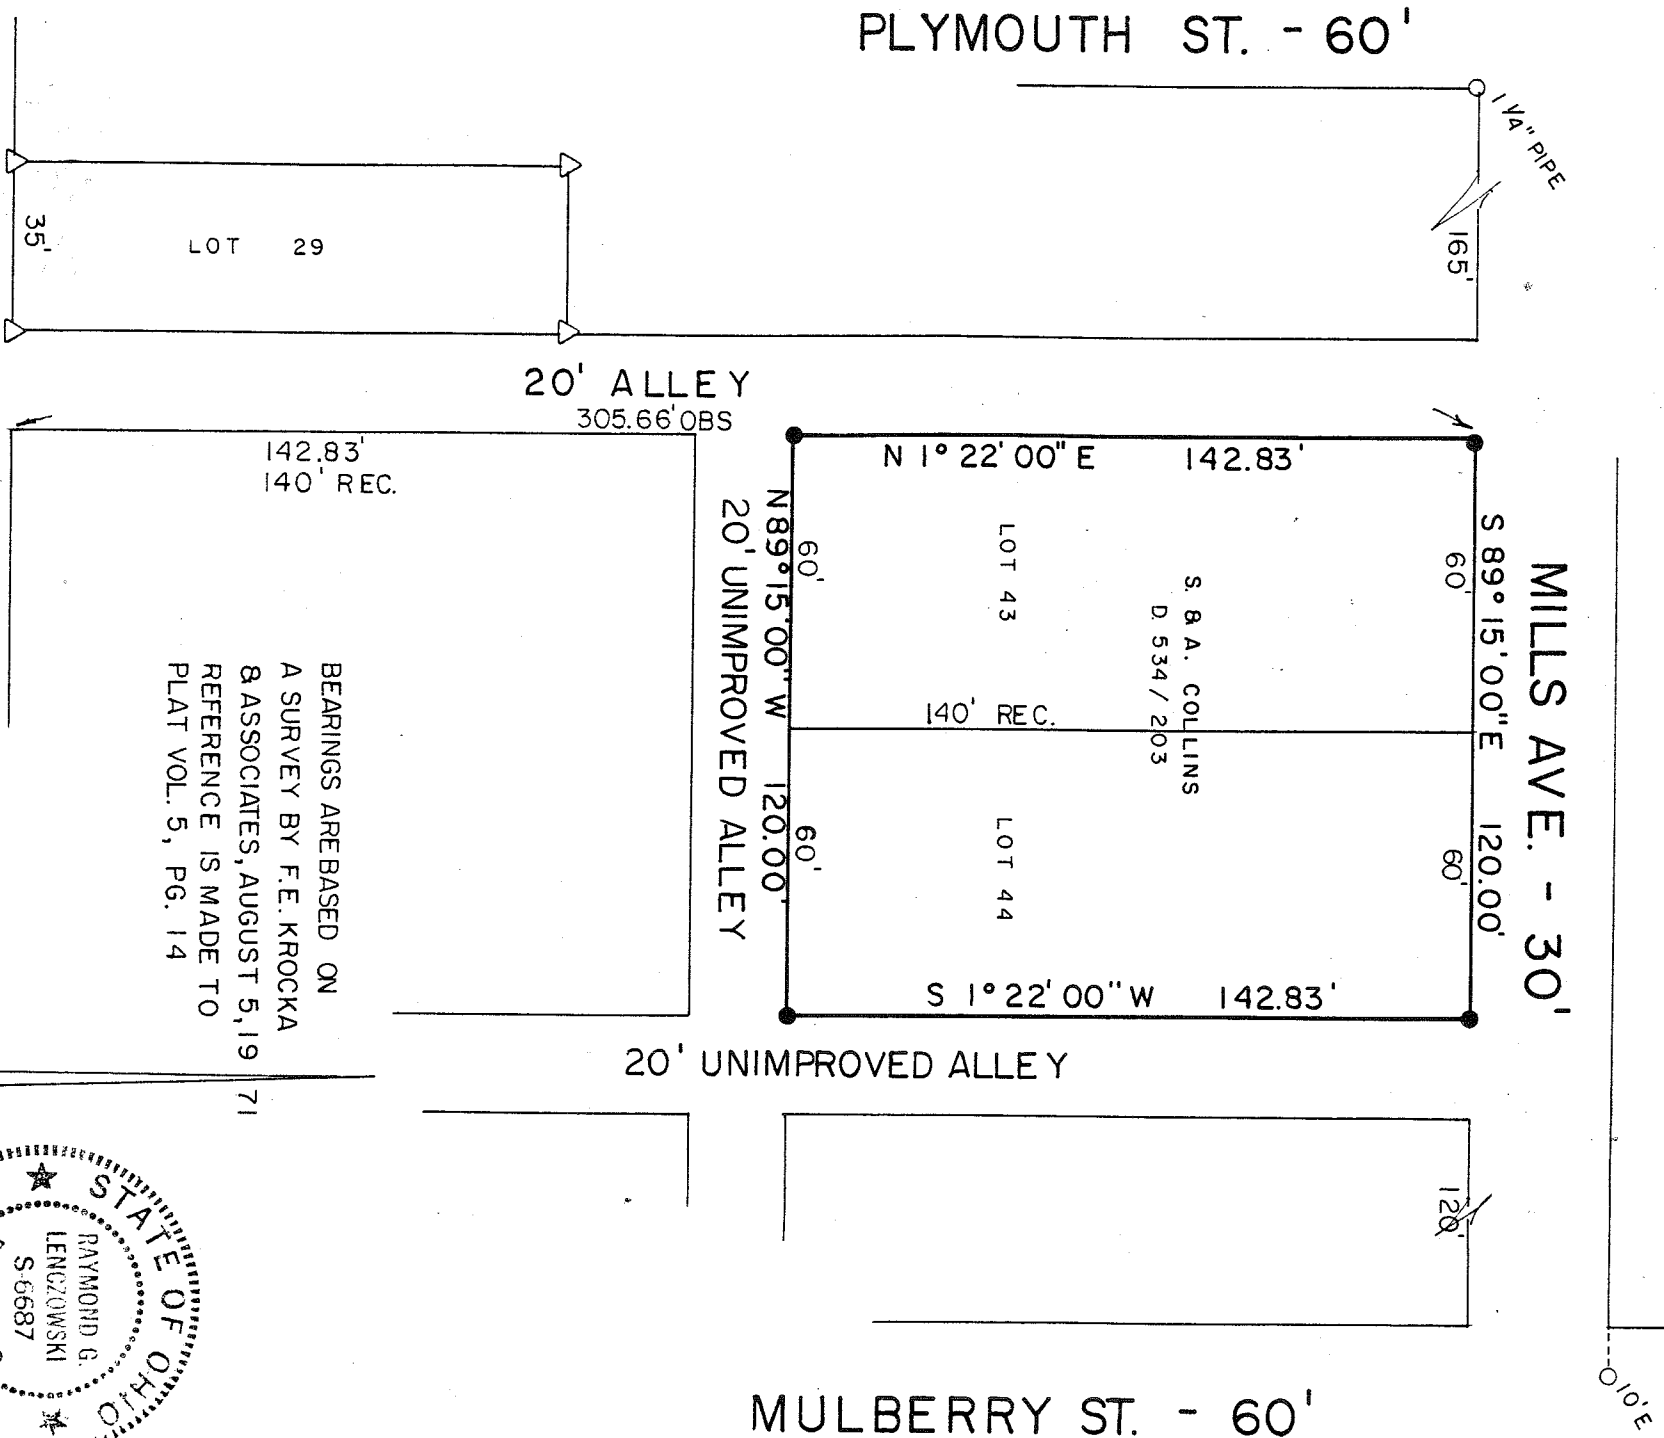 PLYMOUTH ST. - 60'
1 1/4" PIPE
165'
35'
LOT 29
20' ALLEY
305.66' OBS
142.83'
140' REC.
N 1° 22' 00" E 142.83'
S 89° 15' 00" E 120.00'
60'
60'
MILLS AVE. - 30'
N 89° 15' 00" W 120.00'
60'
60'
20' UNIMPROVED ALLEY
LOT 43
S. & A. COLLINS
D. 534 / 203
140' REC.
LOT 44
S 1° 22' 00" W 142.83'
20' UNIMPROVED ALLEY
BEARINGS ARE BASED ON
A SURVEY BY F.E. KROCKA
& ASSOCIATES, AUGUST 5, 1971
REFERENCE IS MADE TO
PLAT VOL. 5, PG. 14
120'
STATE OF OHIO
RAYMOND G.
LENCZOWSKI
S-6687
MULBERRY ST. - 60'
10' E